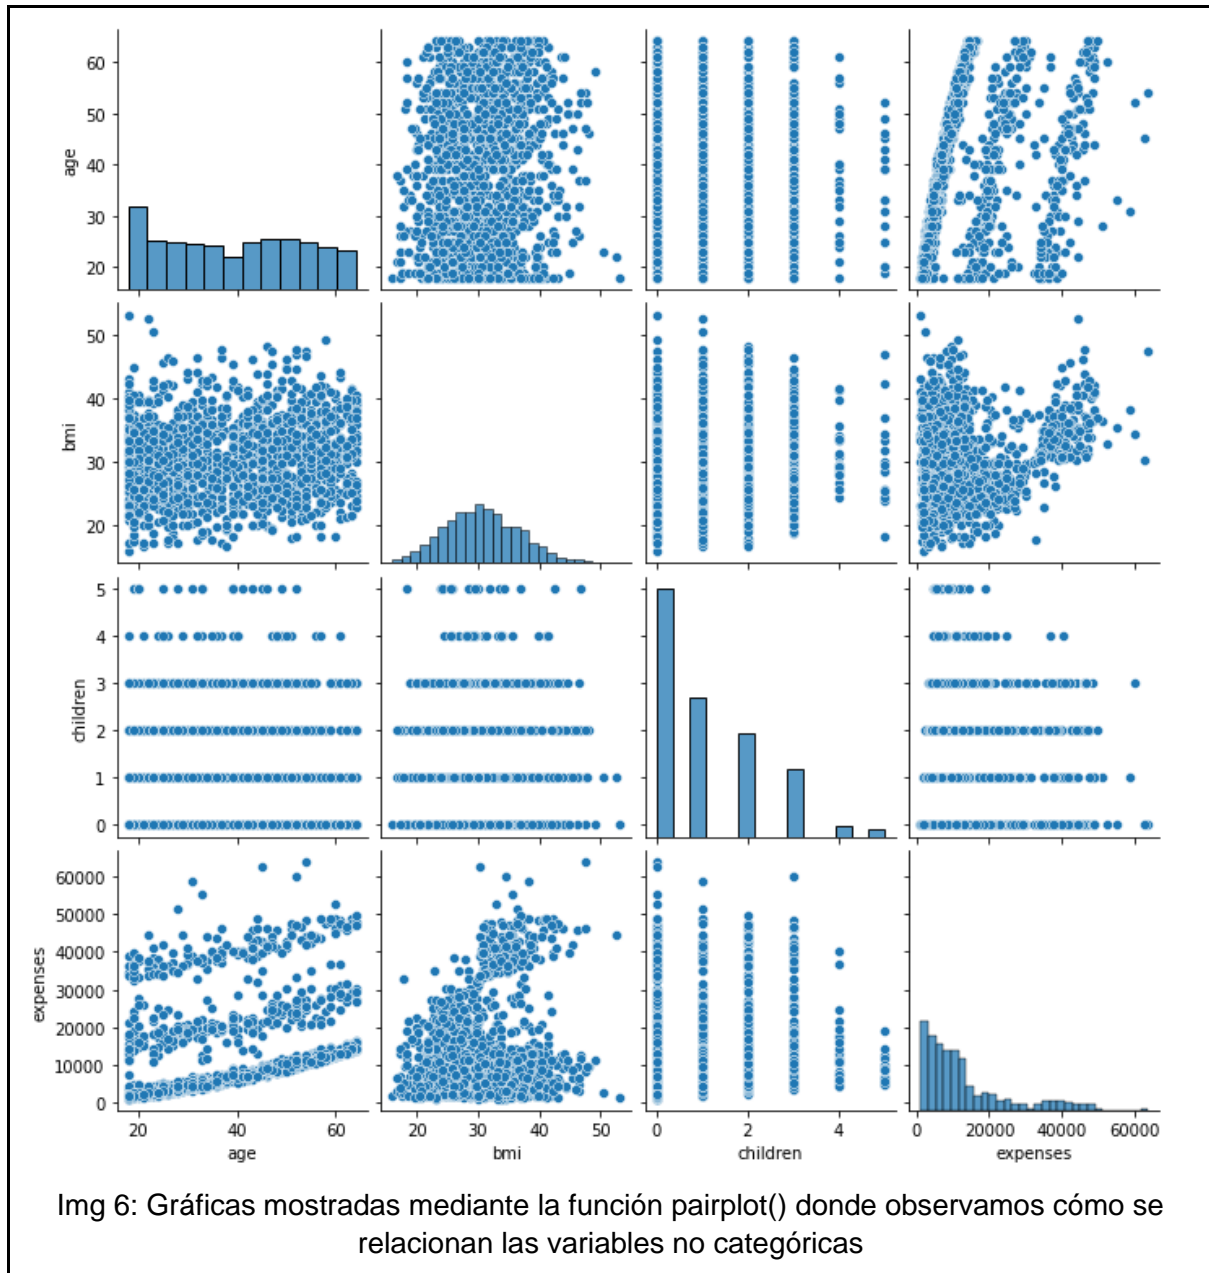 60
50
40
30
20
age
50
40
30
20
bmi
5
4
3
2
1
0
children
60000
50000
40000
30000
20000
10000
0
expenses
20 40 60
age
20 30 40 50
bmi
0 2 4
children
0 20000 40000 60000
expenses
Img 6: Gráficas mostradas mediante la función pairplot() donde observamos cómo se
relacionan las variables no categóricas